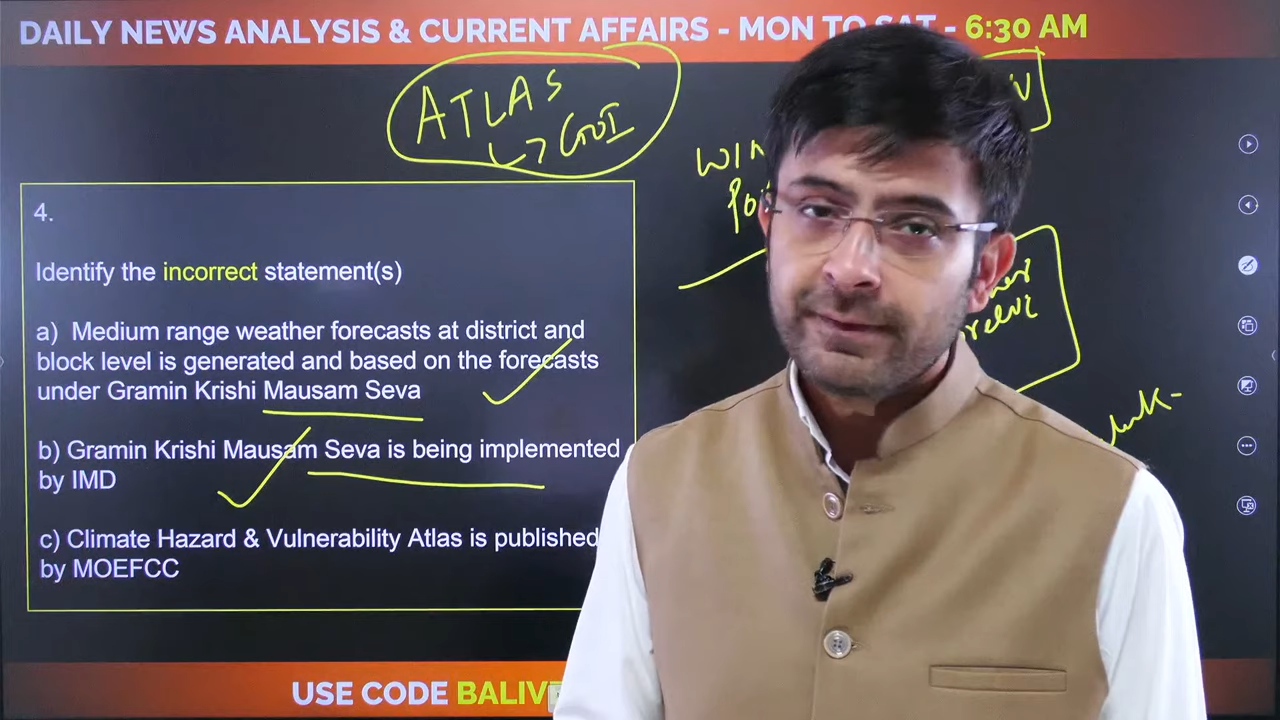 DAILY NEWS ANALYSIS & CURRENT AFFAIRS - MON TO SAT - 6:30 AM
ATLAS
↳ GOI
4.
Identify the incorrect statement(s)
a) Medium range weather forecasts at district and
block level is generated and based on the forecasts
under Gramin Krishi Mausam Seva
b) Gramin Krishi Mausam Seva is being implemented
by IMD
c) Climate Hazard & Vulnerability Atlas is published
by MOEFCC
USE CODE BALIVE